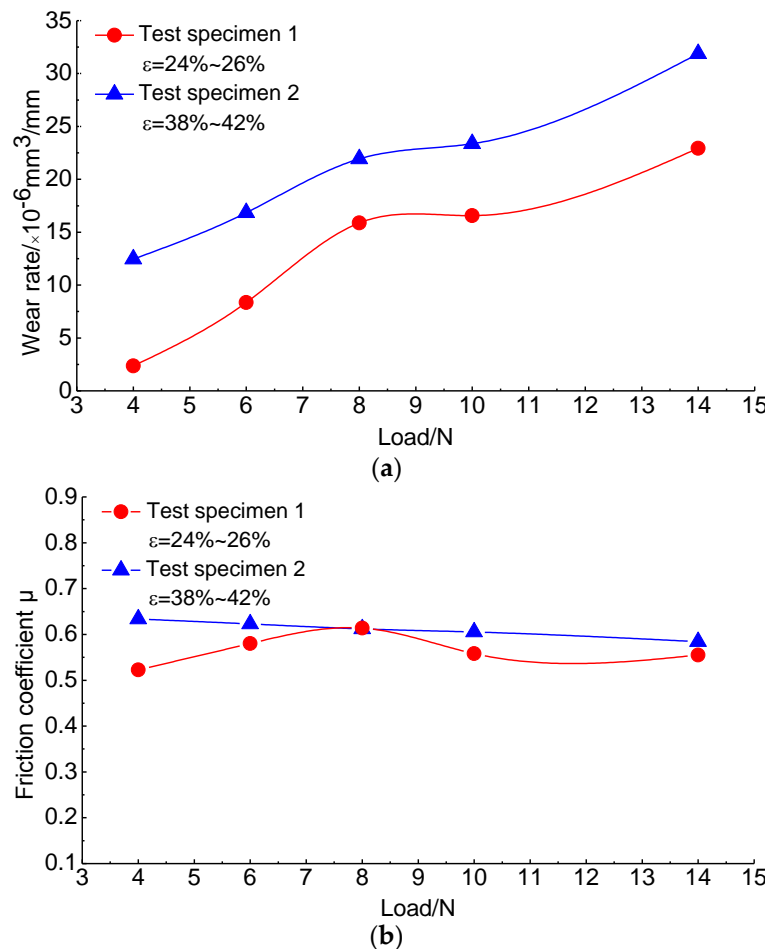 35
30
25
20
15
10
5
0
Wear rate/×10⁻⁶mm³/mm
Test specimen 1
ε=24%~26%
Test specimen 2
ε=38%~42%
3 4 5 6 7 8 9 10 11 12 13 14 15
Load/N
(a)
0.9
0.8
0.7
0.6
0.5
0.4
0.3
0.2
0.1
Friction coefficient μ
Test specimen 1
ε=24%~26%
Test specimen 2
ε=38%~42%
3 4 5 6 7 8 9 10 11 12 13 14 15
Load/N
(b)